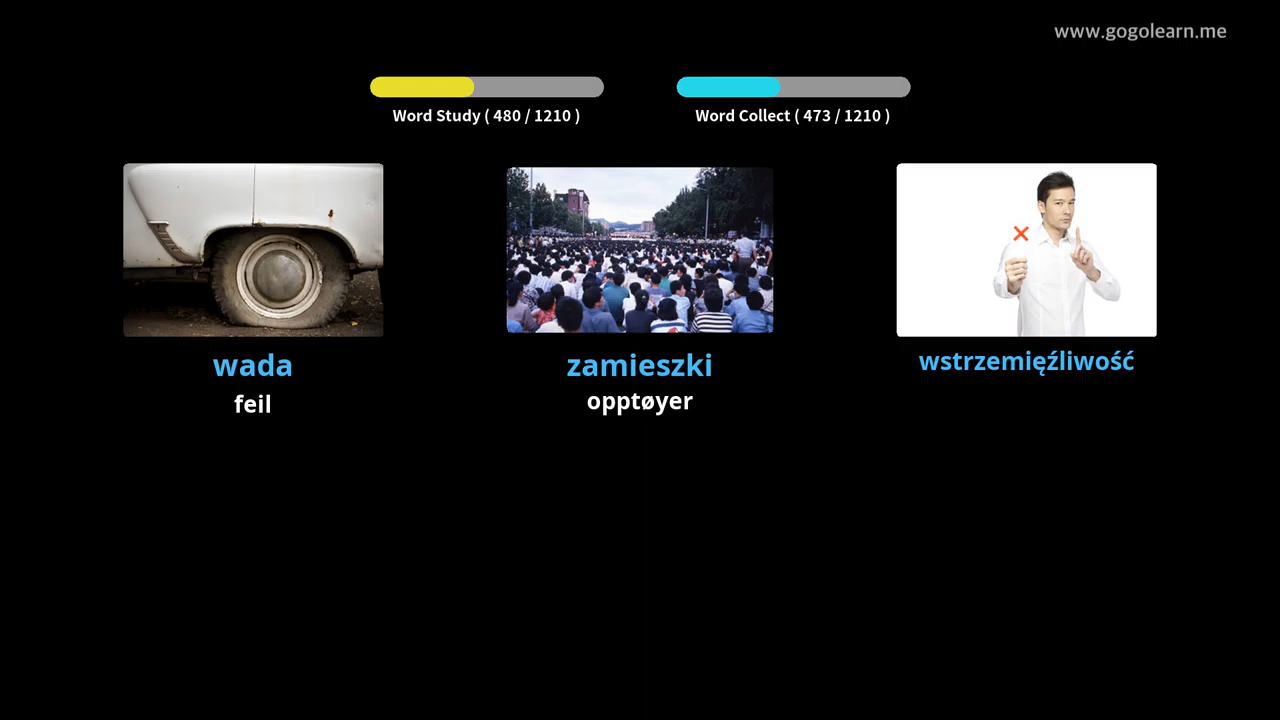 www.gogolearn.me
Word Study ( 480 / 1210 )
Word Collect ( 473 / 1210 )
wada
feil
zamieszki
opptøyer
wstrzemięźliwość